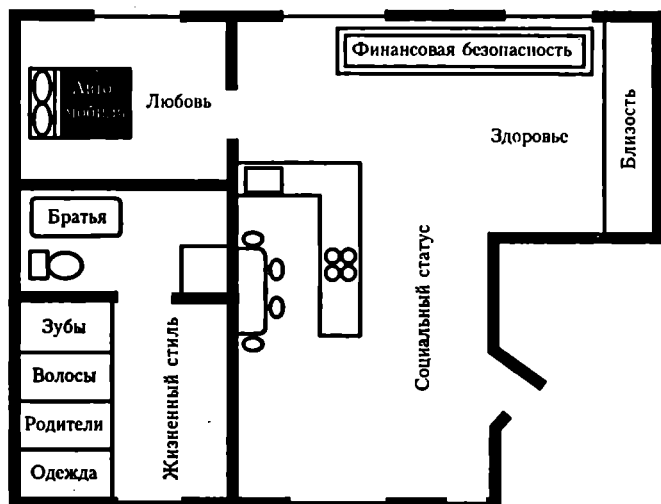 Финансовая безопасность
Авто
мобиль
Любовь
Здоровье
Близость
Братья
Социальный статус
Жизненный стиль
Зубы
Волосы
Родители
Одежда